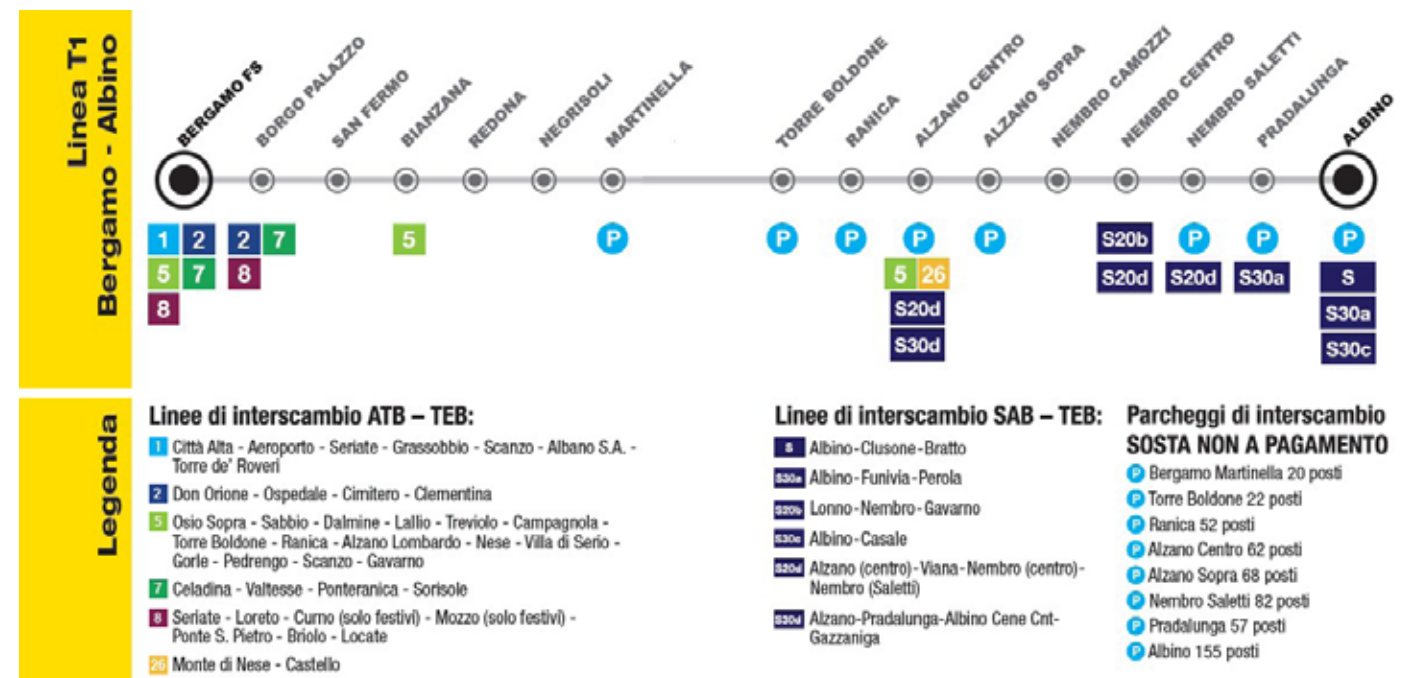 Linea T1
Bergamo - Albino
BERGAMO FS
BORGO PALAZZO
SAN FERMO
BIANZANA
REDONA
NEGRISOLI
MARTINELLA
TORRE BOLDONE
RANICA
ALZANO CENTRO
ALZANO SOPRA
NEMBRO CAMOZZI
NEMBRO CENTRO
NEMBRO SALETTI
PRADALUNGA
ALBINO
1 2 2 7 5 P P P P P S20b P P P
5 7 8 5 26 S20d S20d S30a S
8 S20d S30a
S30d S30c
Legenda
Linee di interscambio ATB – TEB:
1 Città Alta - Aeroporto - Seriate - Grassobbio - Scanzo - Albano S.A. -
Torre de' Roveri
2 Don Orione - Ospedale - Cimitero - Clementina
5 Osio Sopra - Sabbio - Dalmine - Lallio - Treviolo - Campagnola -
Torre Boldone - Ranica - Alzano Lombardo - Nese - Villa di Serio -
Gorle - Pedrengo - Scanzo - Gavarno
7 Celadina - Valtesse - Ponteranica - Sorisole
8 Seriate - Loreto - Curno (solo festivi) - Mozzo (solo festivi) -
Ponte S. Pietro - Briolo - Locate
26 Monte di Nese - Castello
Linee di interscambio SAB – TEB:
S Albino-Clusone-Bratto
S30a Albino-Funivia-Perola
S20b Lonno-Nembro-Gavarno
S30c Albino-Casale
S20d Alzano (centro)-Viana-Nembro (centro)-
Nembro (Saletti)
S30d Alzano-Pradalunga-Albino Cene Cnt-
Gazzaniga
Parcheggi di interscambio
SOSTA NON A PAGAMENTO
P Bergamo Martinella 20 posti
P Torre Boldone 22 posti
P Ranica 52 posti
P Alzano Centro 62 posti
P Alzano Sopra 68 posti
P Nembro Saletti 82 posti
P Pradalunga 57 posti
P Albino 155 posti